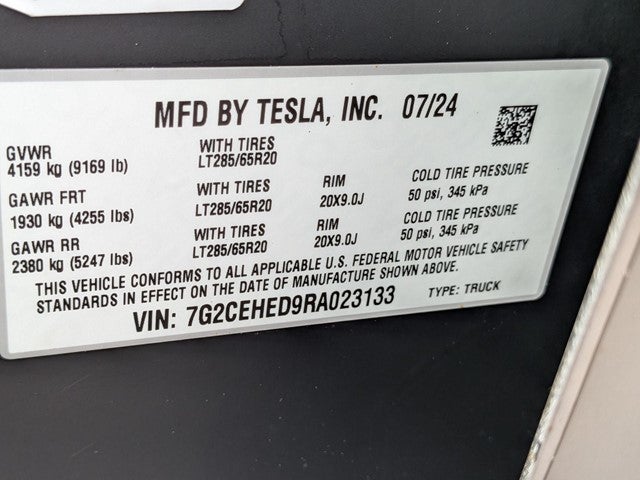 MFD BY TESLA, INC. 07/24
GVWR WITH TIRES
4159 kg (9169 lb) LT285/65R20
GAWR FRT WITH TIRES RIM COLD TIRE PRESSURE
1930 kg (4255 lbs) LT285/65R20 20X9.0J 50 psi, 345 kPa
GAWR RR WITH TIRES RIM COLD TIRE PRESSURE
2380 kg (5247 lbs) LT285/65R20 20X9.0J 50 psi, 345 kPa
THIS VEHICLE CONFORMS TO ALL APPLICABLE U.S. FEDERAL MOTOR VEHICLE SAFETY
STANDARDS IN EFFECT ON THE DATE OF MANUFACTURE SHOWN ABOVE.
VIN: 7G2CEHED9RA023133 TYPE: TRUCK